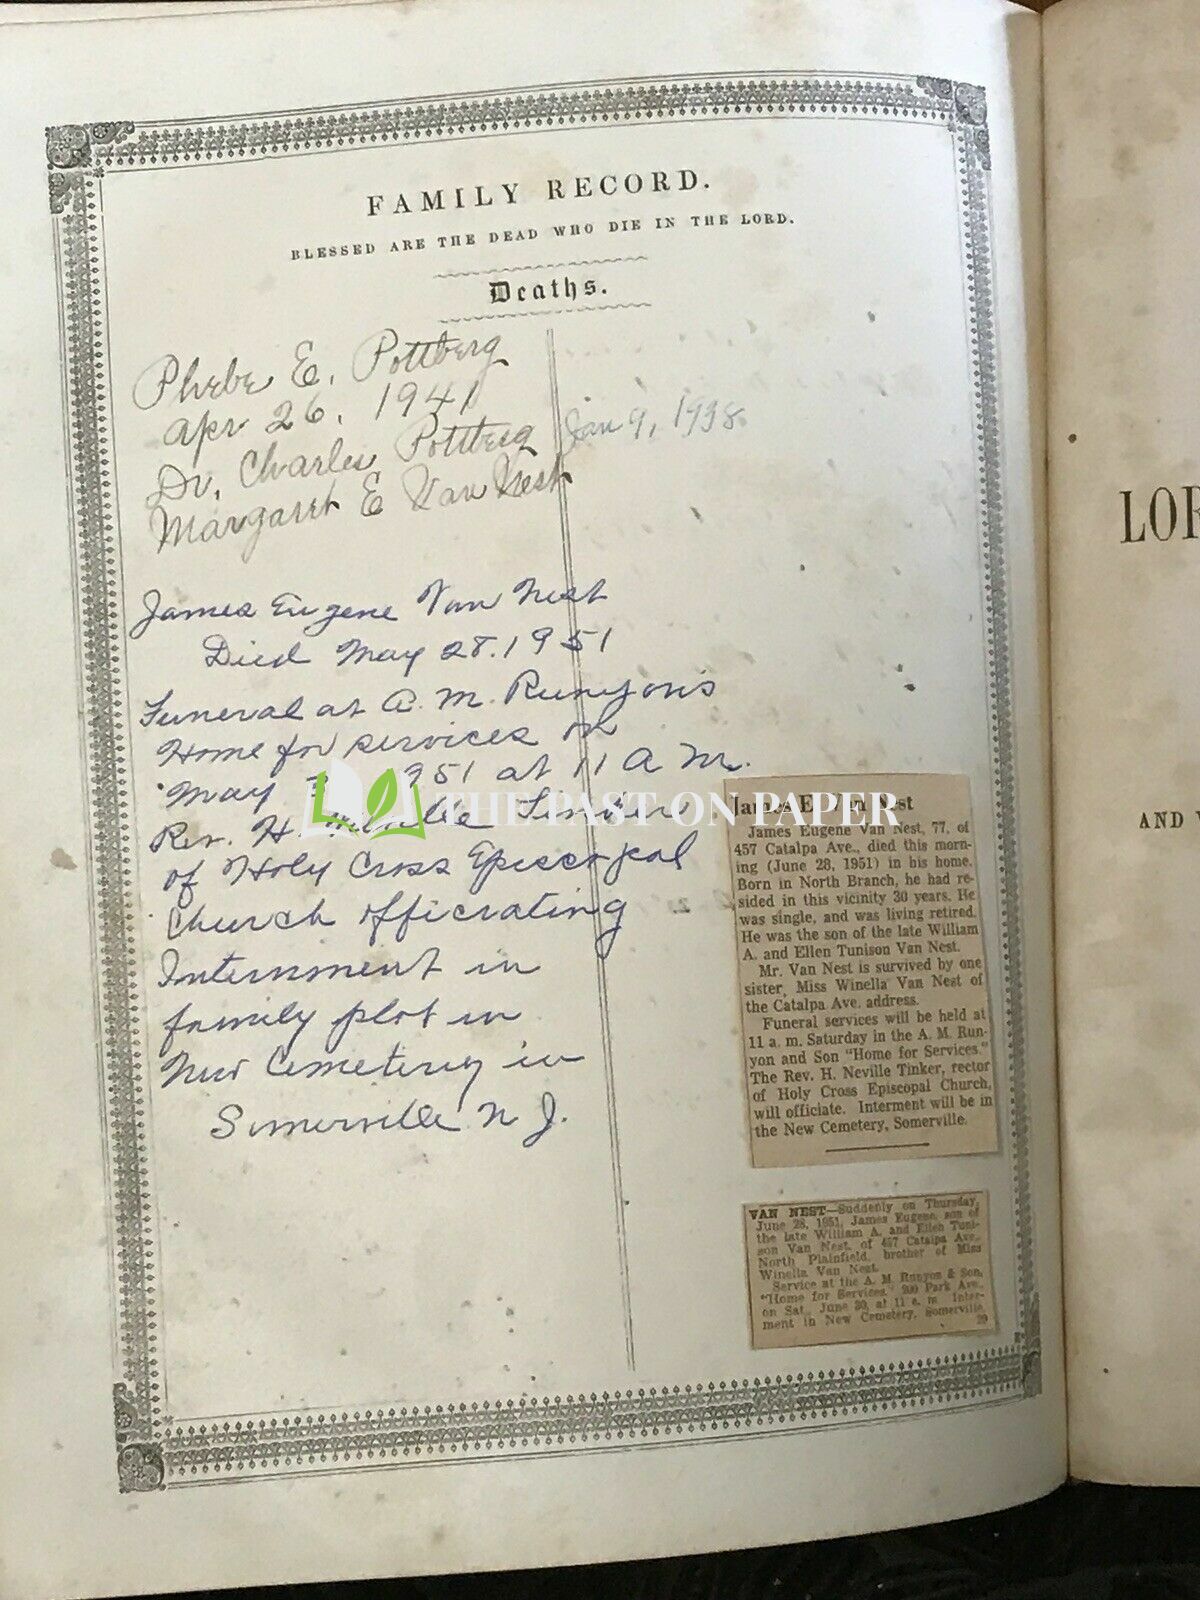 FAMILY RECORD.
BLESSED ARE THE DEAD WHO DIE IN THE LORD.
Deaths.
Phebe E. Pottberg
Apr 26, 1941
Dr. Charles Pottberg Jan 9, 1938.
Margaret E Van Nest
James Eugene Van Nest
Died May 28, 1951
Funeral at A. M. Runyon's
Home for services on
May 951 at 11 A M.
Rev. H. Tinker
of Holy Cross Episcopal
Church officiating
Internment in
family plot in
New Cemetery in
Somerville N J.
THE PAST ON PAPER
James E. Van Nest
James Eugene Van Nest, 77, of
457 Catalpa Ave., died this morn-
ing (June 28, 1951) in his home.
Born in North Branch, he had re-
sided in this vicinity 30 years. He
was single, and was living retired.
He was the son of the late William
A. and Ellen Tunison Van Nest.
Mr. Van Nest is survived by one
sister, Miss Winella Van Nest of
the Catalpa Ave. address.
Funeral services will be held at
11 a. m. Saturday in the A. M. Run-
yon and Son "Home for Services."
The Rev. H. Neville Tinker, rector
of Holy Cross Episcopal Church,
will officiate. Interment will be in
the New Cemetery, Somerville.
VAN NEST—Suddenly on Thursday,
June 28, 1951, James Eugene, son of
the late William A. and Ellen Tuni-
son Van Nest, of 457 Catalpa Ave.,
North Plainfield, brother of Miss
Winella Van Nest.
Service at the A. M. Runyon & Son,
"Home for Services," 200 Park Ave.,
on Sat., June 30, at 11 a. m. Inter-
ment in New Cemetery, Somerville.
29
LOR
AND